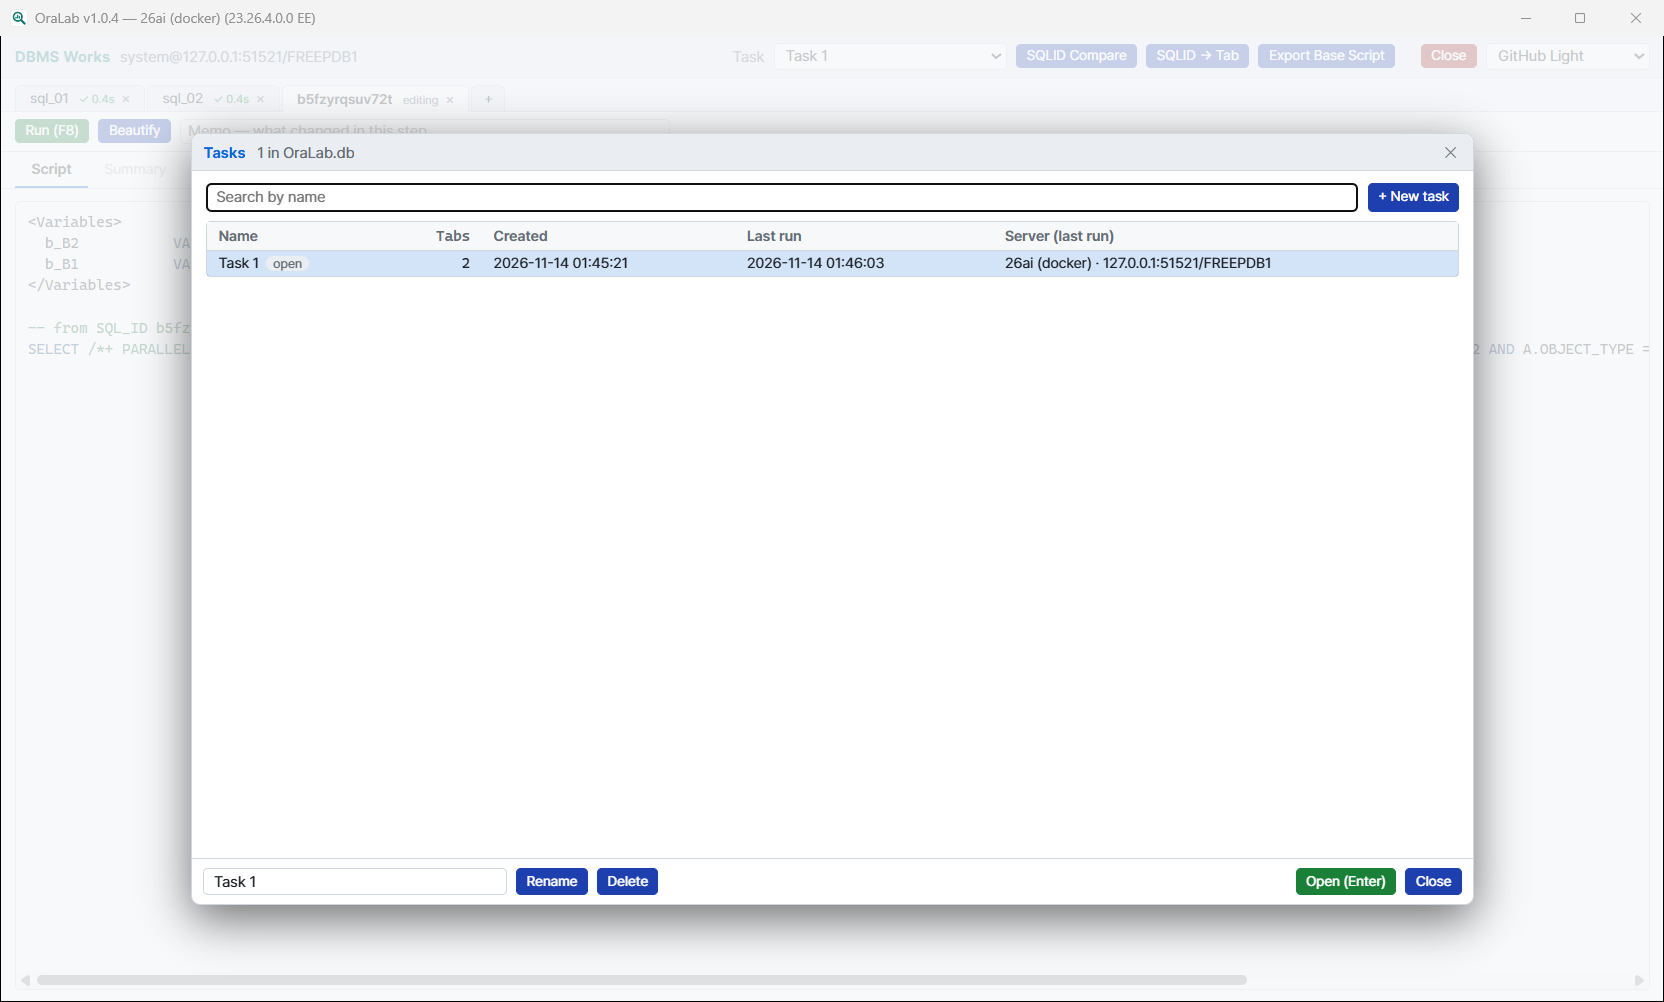 OraLab v1.0.4 — 26ai (docker) (23.26.4.0.0 EE)
DBMS Works system@127.0.0.1:51521/FREEPDB1 Task Task 1 SQLID Compare SQLID → Tab Export Base Script Close GitHub Light
sql_01 ✓ 0.4s × sql_02 ✓ 0.4s × b5fzyrqsuv72t editing × +
Run (F8) Beautify Memo — what changed in this step
Tasks 1 in OraLab.db
Script Summary
Search by name + New task
<Variables>
Name Tabs Created Last run Server (last run)
b_B2 VA
Task 1 open 2 2026-11-14 01:45:21 2026-11-14 01:46:03 26ai (docker) · 127.0.0.1:51521/FREEPDB1
b_B1 VA
</Variables>
-- from SQL_ID b5fz
SELECT /*+ PARALLEL 2 AND A.OBJECT_TYPE =
Task 1 Rename Delete Open (Enter) Close